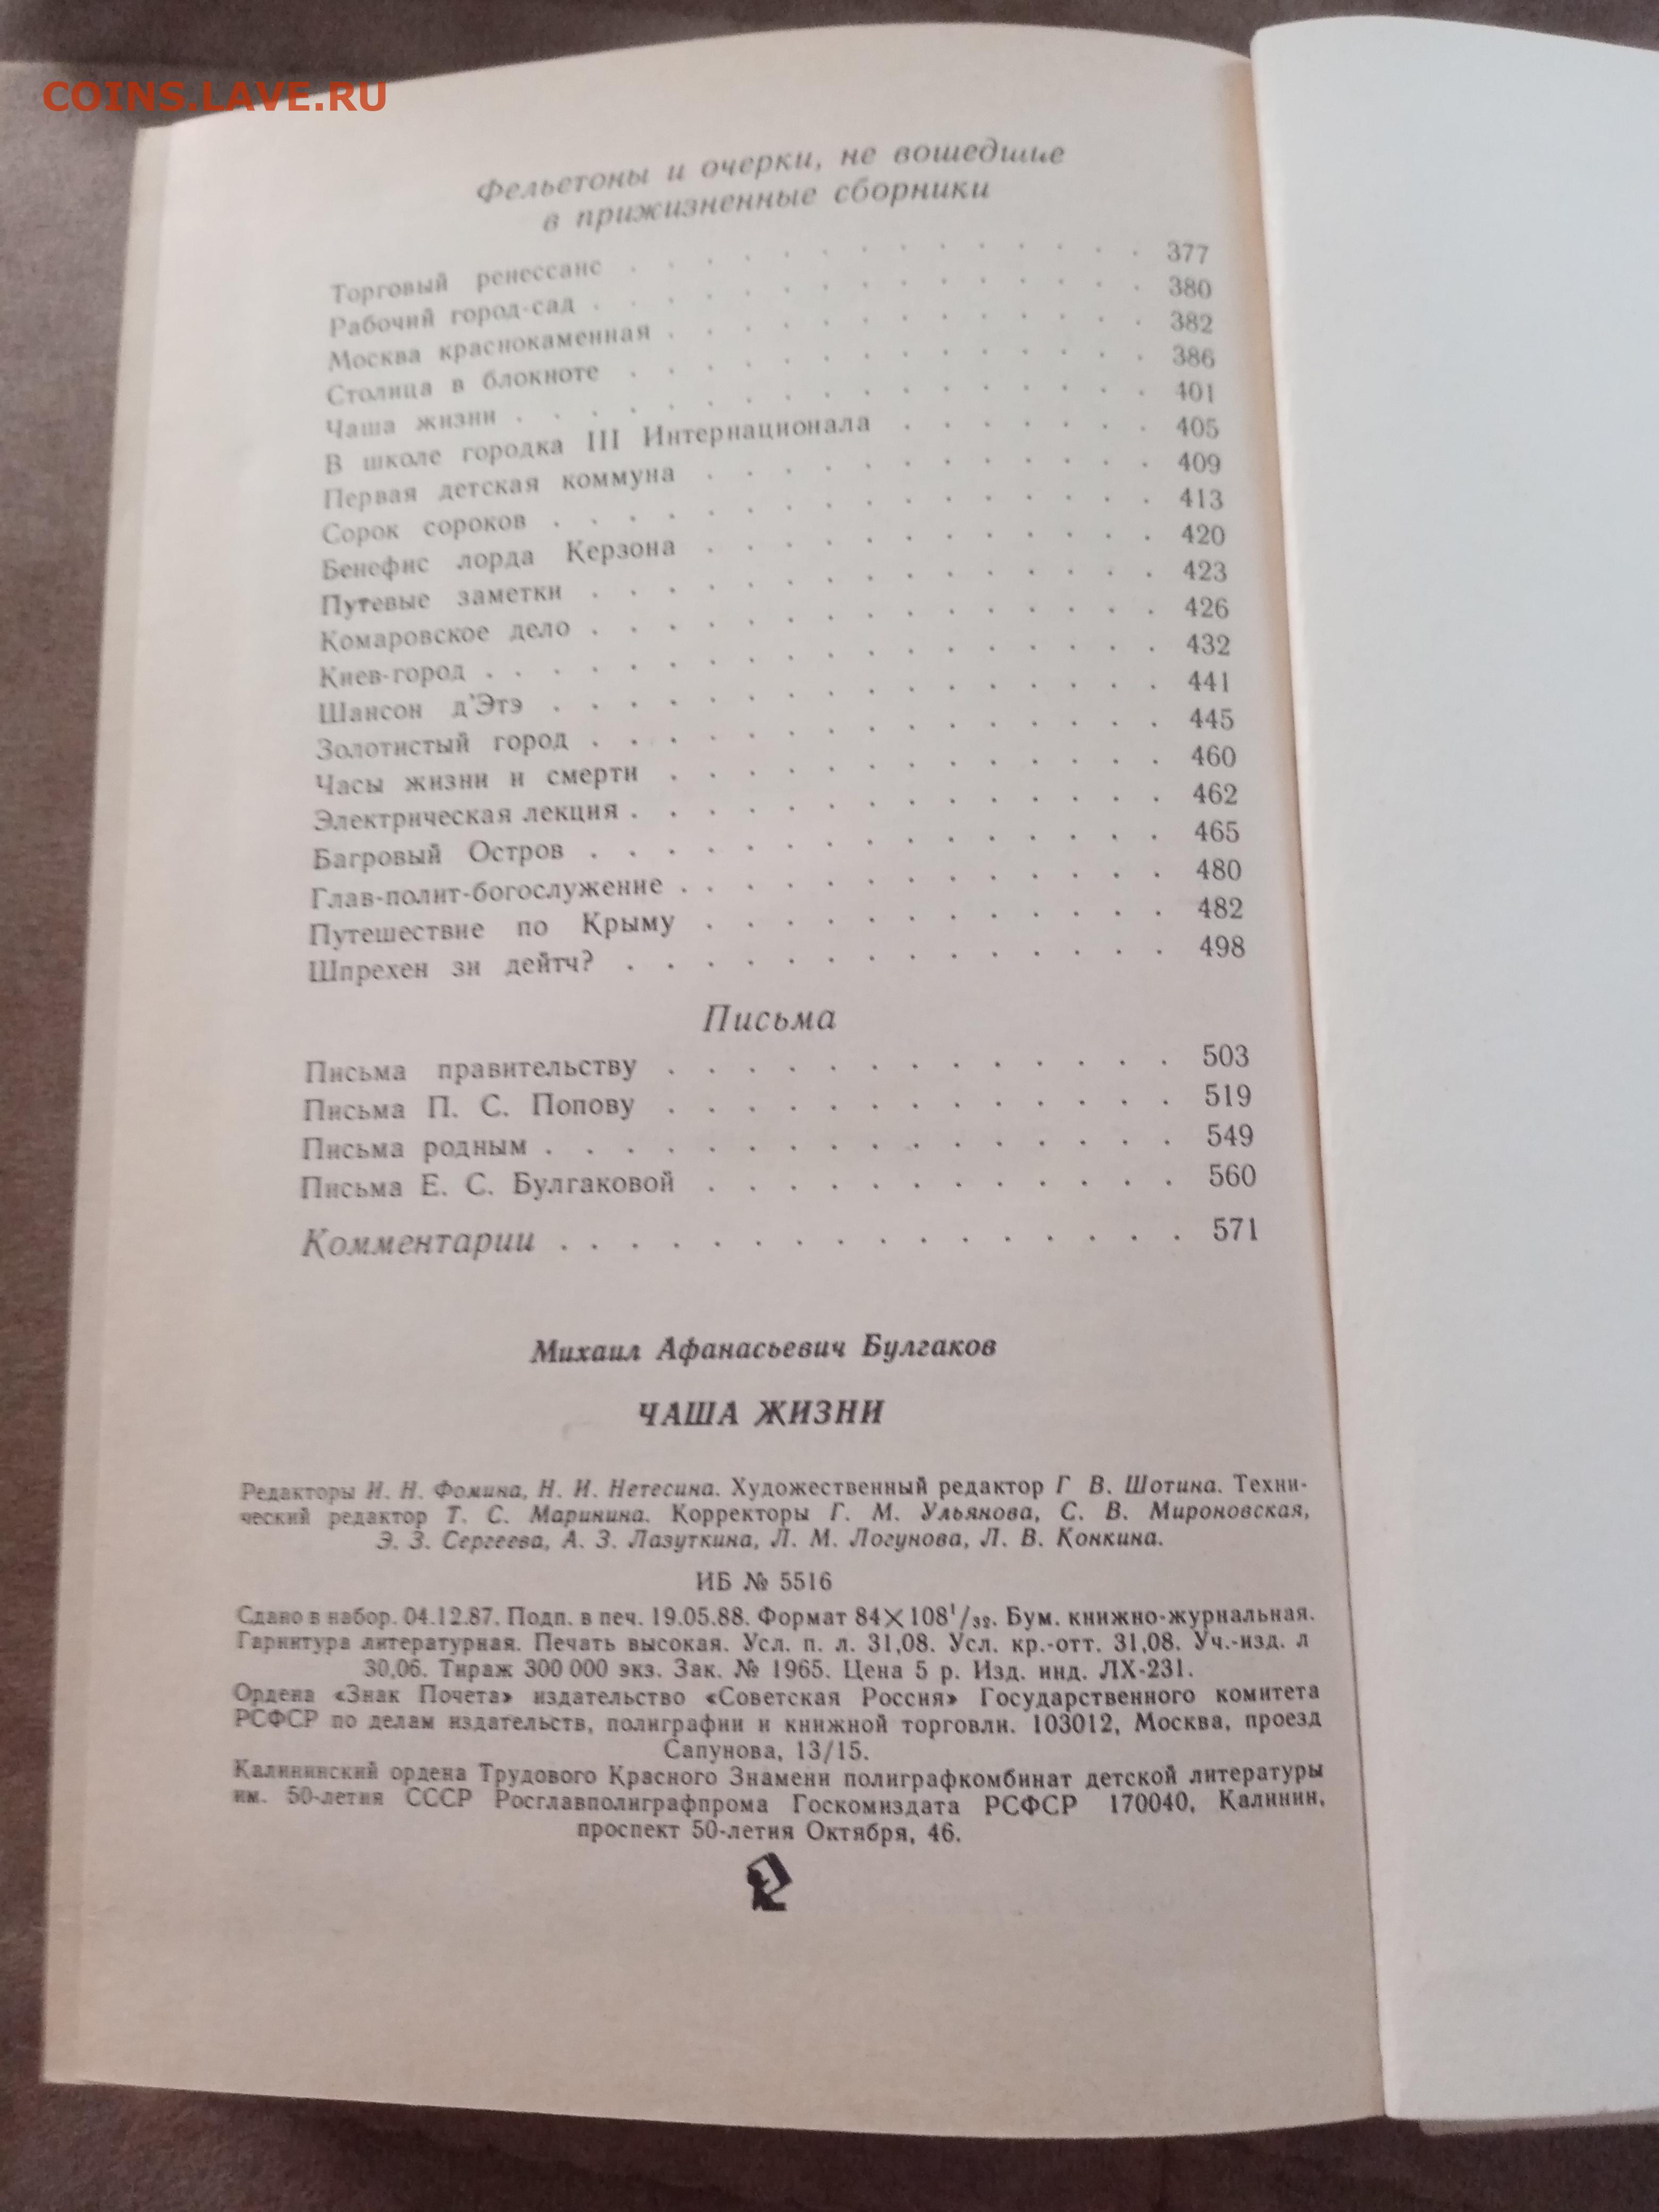 COINS.LAVE.RU
Фельетоны и очерки, не вошедшие
в прижизненные сборники
Торговый ренессанс . . . . . . . . . . . . . . 377
Рабочий город-сад . . . . . . . . . . . . . . . 380
Москва краснокаменная . . . . . . . . . . . . . 382
Столица в блокноте . . . . . . . . . . . . . . 386
Чаша жизни . . . . . . . . . . . . . . . . . 401
В школе городка III Интернационала . . . . . . . 405
Первая детская коммуна . . . . . . . . . . . . 409
Сорок сороков . . . . . . . . . . . . . . . . 413
Бенефис лорда Керзона . . . . . . . . . . . . 420
Путевые заметки . . . . . . . . . . . . . . . 423
Комаровское дело . . . . . . . . . . . . . . . 426
Киев-город . . . . . . . . . . . . . . . . . . 432
Шансон д'Этэ . . . . . . . . . . . . . . . . 441
Золотистый город . . . . . . . . . . . . . . . 445
Часы жизни и смерти . . . . . . . . . . . . . 460
Электрическая лекция . . . . . . . . . . . . . . 462
Багровый Остров . . . . . . . . . . . . . . . 465
Глав-полит-богослужение . . . . . . . . . . . . . 480
Путешествие по Крыму . . . . . . . . . . . . 482
Шпрехен зи дейтч? . . . . . . . . . . . . . . 498
Письма
Письма правительству . . . . . . . . . . . . . 503
Письма П. С. Попову . . . . . . . . . . . . . 519
Письма родным . . . . . . . . . . . . . . . . 549
Письма Е. С. Булгаковой . . . . . . . . . . . . 560
Комментарии . . . . . . . . . . . . . . . . 571
Михаил Афанасьевич Булгаков
ЧАША ЖИЗНИ
Редакторы И. Н. Фомина, Н. И. Нетесина. Художественный редактор Г В. Шотина. Техни-
ческий редактор Т. С. Маринина. Корректоры Г. М. Ульянова, С. В. Мироновская,
Э. З. Сергеева, А. З. Лазуткина, Л. М. Логунова, Л. В. Конкина.
ИБ № 5516
Сдано в набор. 04.12.87. Подп. в печ. 19.05.88. Формат 84×108¹/₃₂. Бум. книжно-журнальная.
Гарнитура литературная. Печать высокая. Усл. п. л. 31,08. Усл. кр.-отт. 31,08. Уч.-изд. л
30,06. Тираж 300 000 экз. Зак. № 1965. Цена 5 р. Изд. инд. ЛХ-231.
Ордена «Знак Почета» издательство «Советская Россия» Государственного комитета
РСФСР по делам издательств, полиграфии и книжной торговли. 103012, Москва, проезд
Сапунова, 13/15.
Калининский ордена Трудового Красного Знамени полиграфкомбинат детской литературы
им. 50-летия СССР Росглавполиграфпрома Госкомиздата РСФСР 170040, Калинин,
проспект 50-летия Октября, 46.